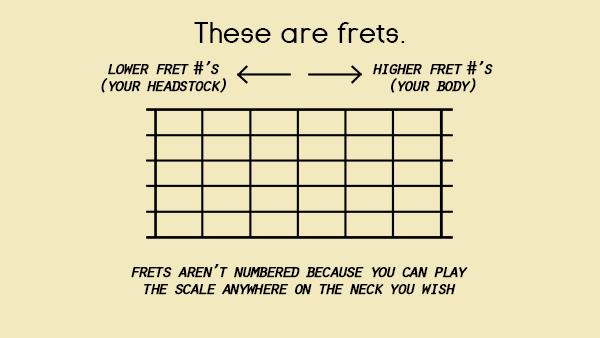 These are frets.
LOWER FRET #'S
(YOUR HEADSTOCK)
HIGHER FRET #'S
(YOUR BODY)
FRETS AREN'T NUMBERED BECAUSE YOU CAN PLAY
THE SCALE ANYWHERE ON THE NECK YOU WISH